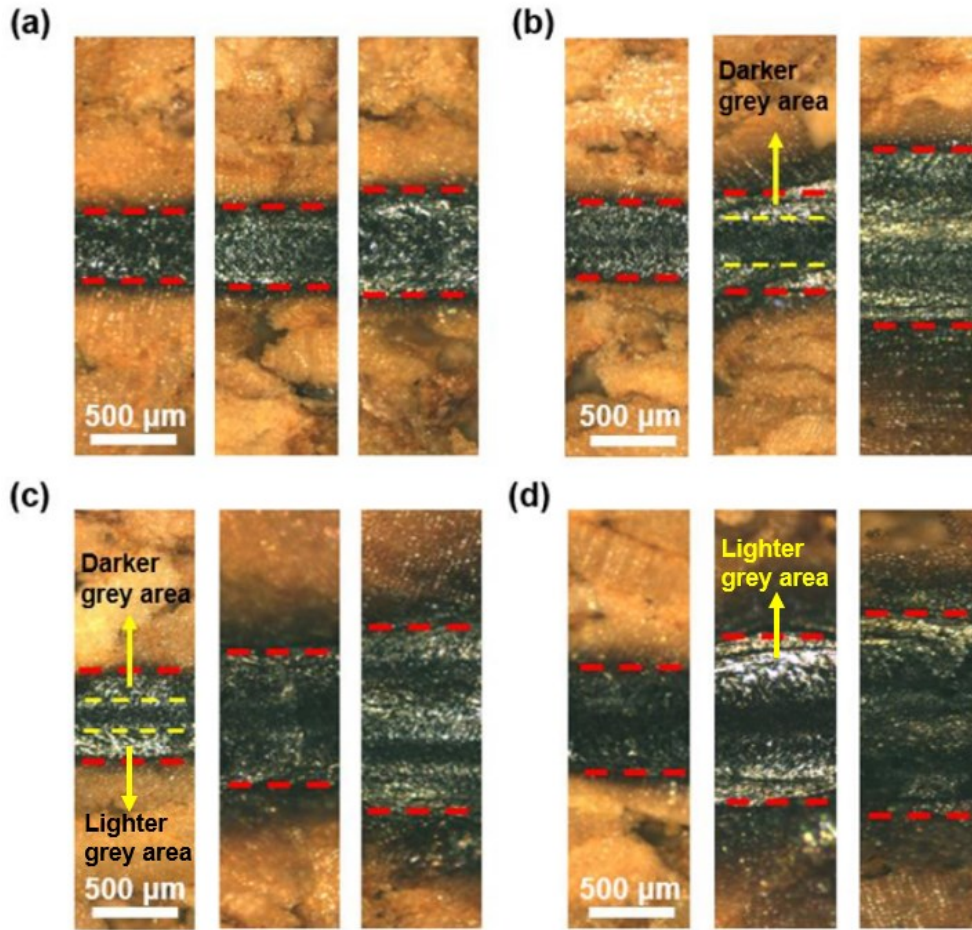 (a)
500 μm
(b)
Darker
grey area
500 μm
(c)
Darker
grey area
Lighter
grey area
500 μm
(d)
Lighter
grey area
500 μm